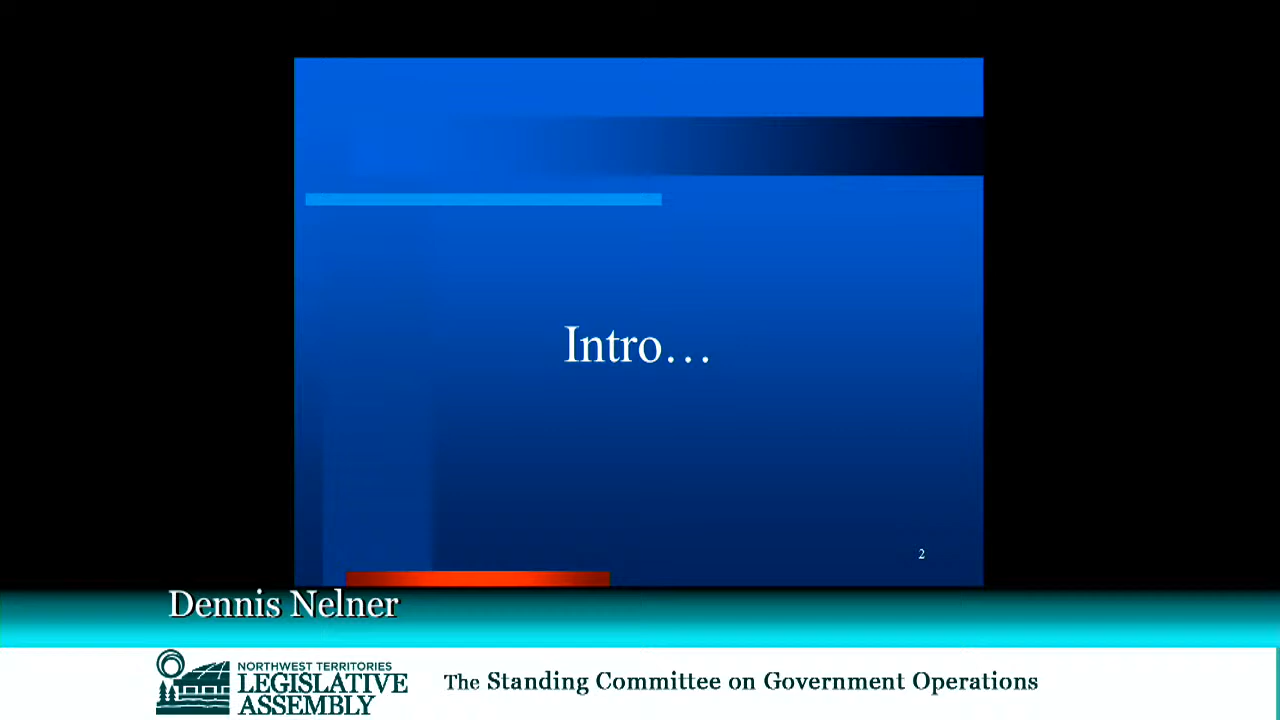 Intro…
2
Dennis Nelner
NORTHWEST TERRITORIES
LEGISLATIVE
ASSEMBLY
The Standing Committee on Government Operations